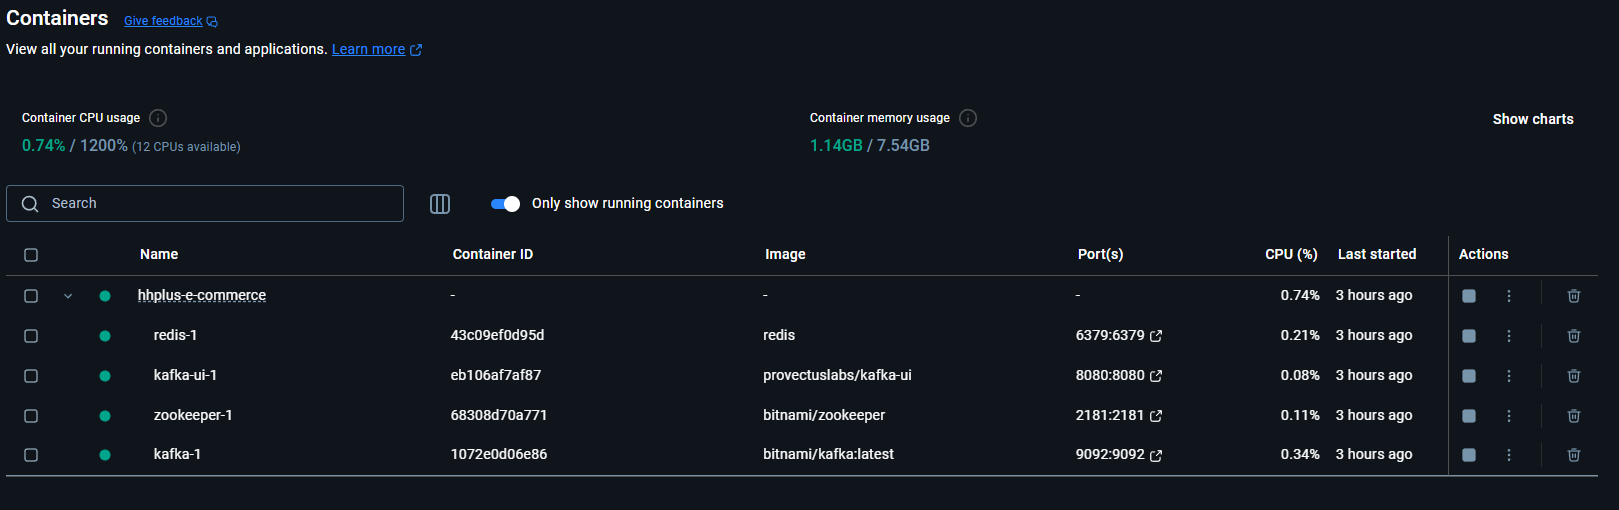 Containers Give feedback
View all your running containers and applications. Learn more
Container CPU usage
0.74% / 1200% (12 CPUs available)
Container memory usage
1.14GB / 7.54GB
Show charts
Search
Only show running containers
Name Container ID Image Port(s) CPU (%) Last started Actions
hhplus-e-commerce - - - 0.74% 3 hours ago
redis-1 43c09ef0d95d redis 6379:6379 0.21% 3 hours ago
kafka-ui-1 eb106af7af87 provectuslabs/kafka-ui 8080:8080 0.08% 3 hours ago
zookeeper-1 68308d70a771 bitnami/zookeeper 2181:2181 0.11% 3 hours ago
kafka-1 1072e0d06e86 bitnami/kafka:latest 9092:9092 0.34% 3 hours ago